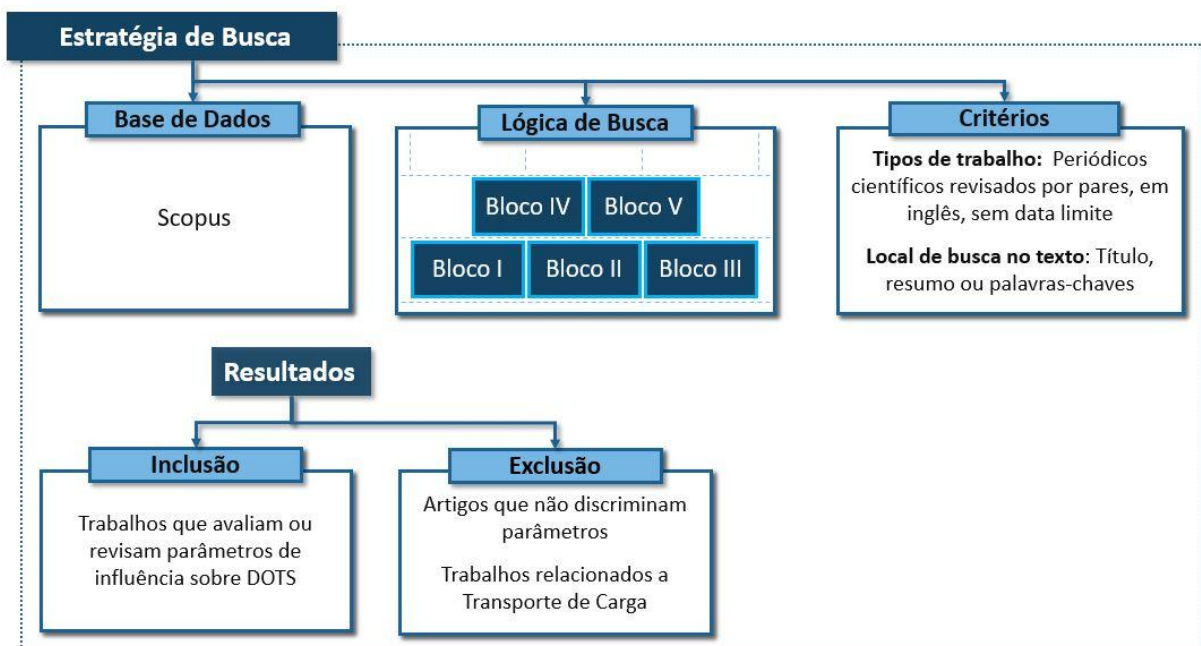 Estratégia de Busca
Base de Dados
Scopus
Lógica de Busca
Bloco IV
Bloco V
Bloco I
Bloco II
Bloco III
Critérios
Tipos de trabalho: Periódicos
científicos revisados por pares, em
inglês, sem data limite
Local de busca no texto: Título,
resumo ou palavras-chaves
Resultados
Inclusão
Trabalhos que avaliam ou
revisam parâmetros de
influência sobre DOTS
Exclusão
Artigos que não discriminam
parâmetros
Trabalhos relacionados a
Transporte de Carga